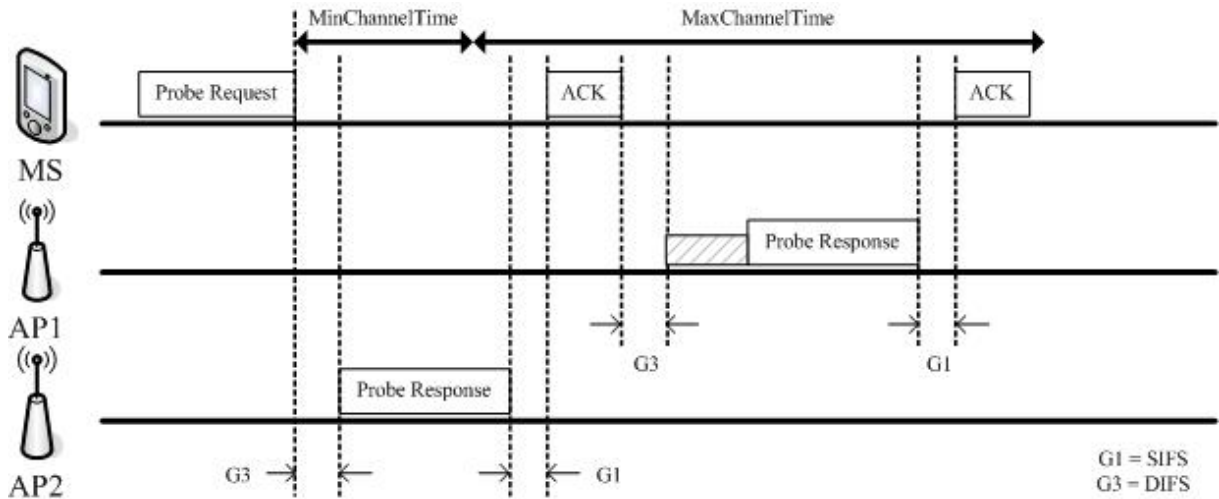 MinChannelTime
MaxChannelTime
Probe Request
ACK
ACK
MS
Probe Response
AP1
G3
G1
Probe Response
AP2
G3
G1
G1 = SIFS
G3 = DIFS